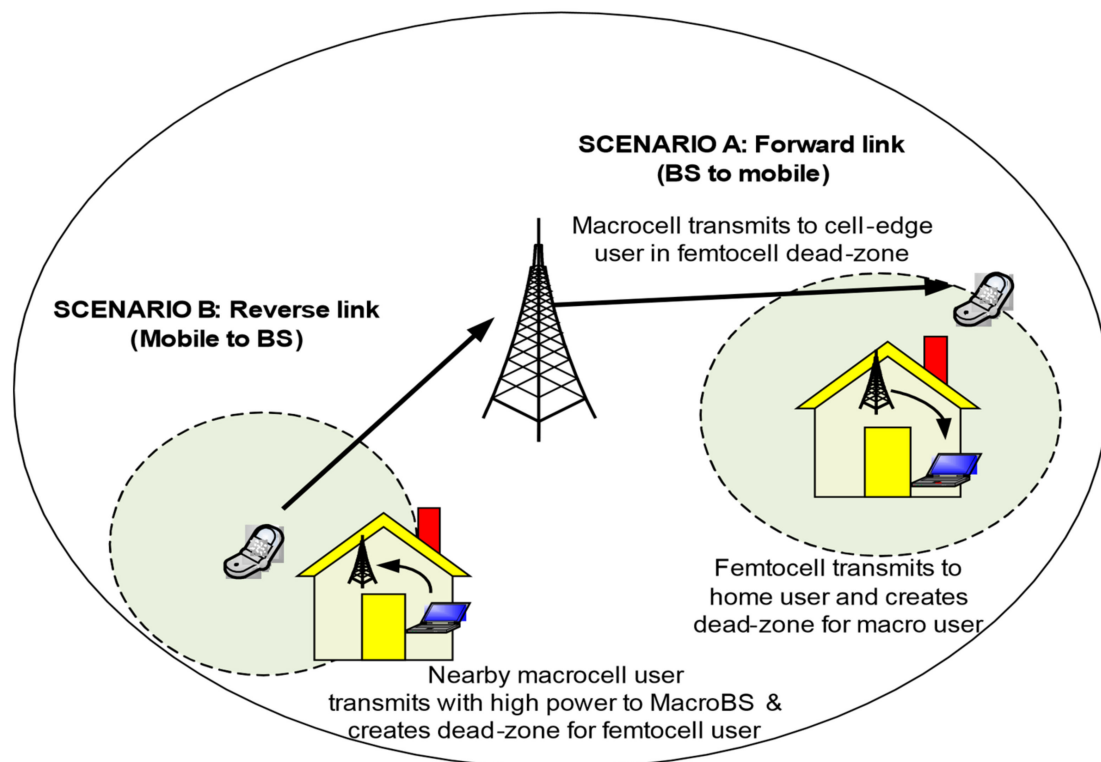 SCENARIO A: Forward link
(BS to mobile)
Macrocell transmits to cell-edge
user in femtocell dead-zone
SCENARIO B: Reverse link
(Mobile to BS)
Femtocell transmits to
home user and creates
dead-zone for macro user
Nearby macrocell user
transmits with high power to MacroBS &
creates dead-zone for femtocell user